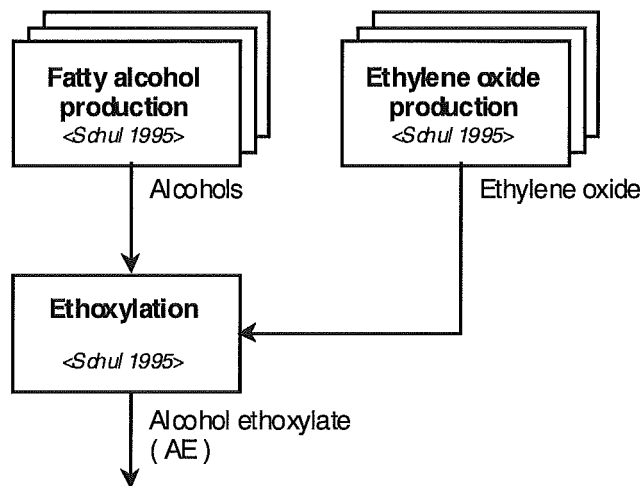 Fatty alcohol
production
<Schul 1995>
Ethylene oxide
production
<Schul 1995>
Alcohols
Ethylene oxide
Ethoxylation
<Schul 1995>
Alcohol ethoxylate
( AE )